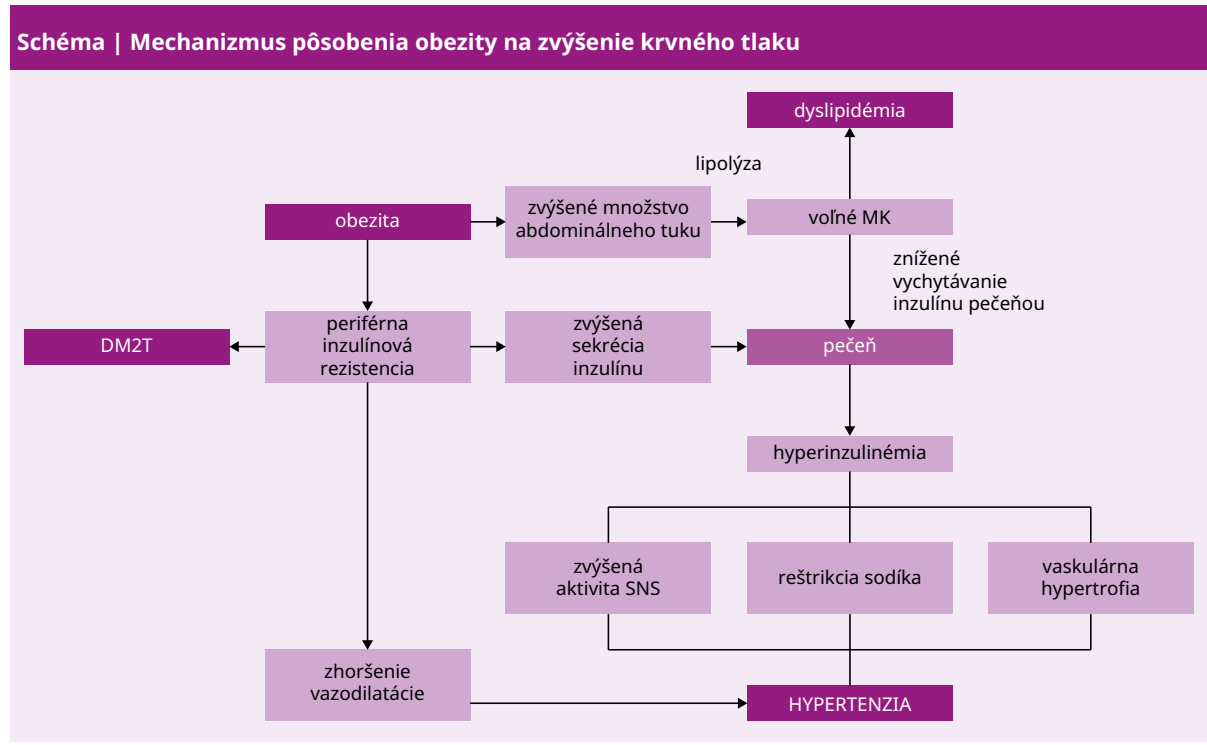 Schéma | Mechanizmus pôsobenia obezity na zvýšenie krvného tlaku
dyslipidémia
lipolýza
obezita
zvýšené množstvo
abdominálneho tuku
voľné MK
znížené
vychytávanie
inzulínu pečeňou
DM2T
periférna
inzulínová
rezistencia
zvýšená
sekrécia
inzulínu
pečeň
hyperinzulinémia
zvýšená
aktivita SNS
reštrikcia sodíka
vaskulárna
hypertrofia
zhoršenie
vazodilatácie
HYPERTENZIA